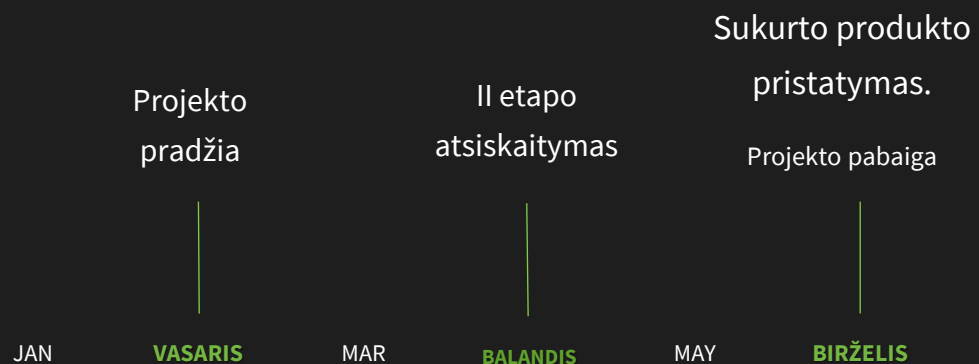 Projekto
pradžia
II etapo
atsiskaitymas
Sukurto produkto
pristatymas.
Projekto pabaiga
JAN
VASARIS
MAR
BALANDIS
MAY
BIRŽELIS